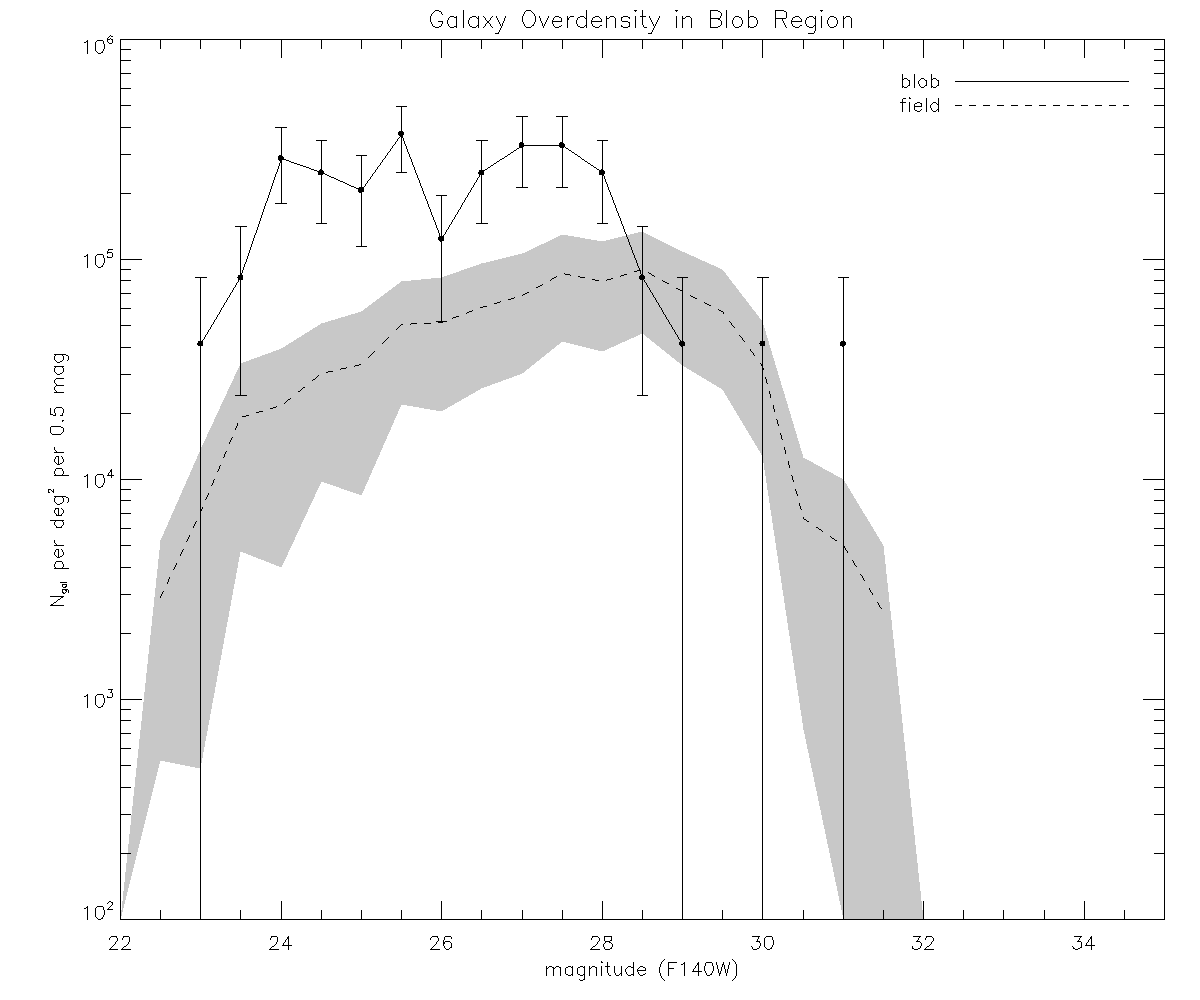 Galaxy Overdensity in Blob Region
10⁶
blob
field
10⁵
10⁴
10³
10²
N_gal per deg² per 0.5 mag
22 24 26 28 30 32 34
magnitude (F140W)